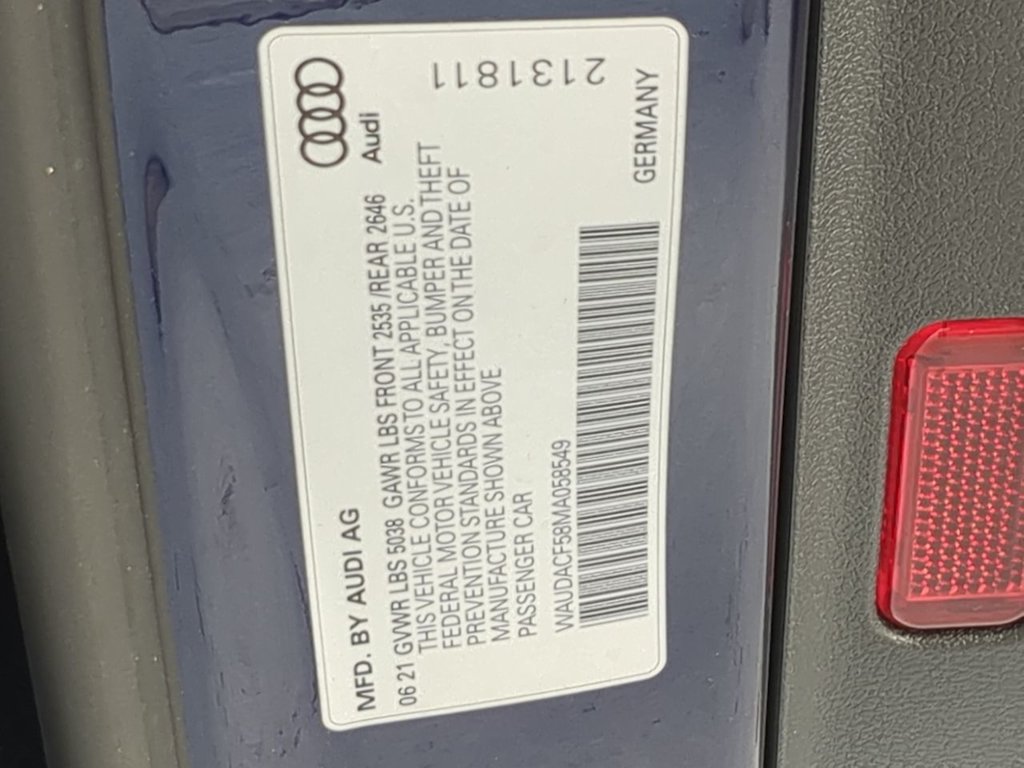 MFD. BY AUDI AG
Audi
06 21 GVWR LBS 5038 GAWR LBS FRONT 2535 /REAR 2646
THIS VEHICLE CONFORMS TO ALL APPLICABLE U.S.
FEDERAL MOTOR VEHICLE SAFETY, BUMPER AND THEFT
PREVENTION STANDARDS IN EFFECT ON THE DATE OF
MANUFACTURE SHOWN ABOVE
PASSENGER CAR
WAUDACF58MA058549
GERMANY
2131811